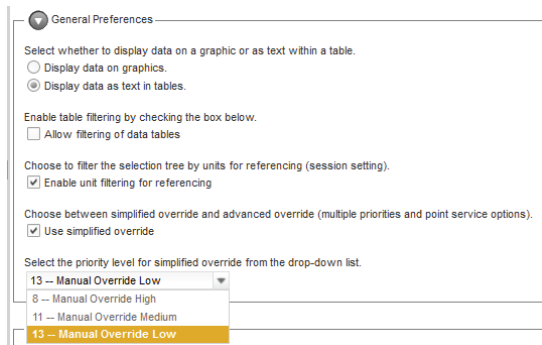 General Preferences
Select whether to display data on a graphic or as text within a table.
Display data on graphics.
Display data as text in tables.
Enable table filtering by checking the box below.
Allow filtering of data tables
Choose to filter the selection tree by units for referencing (session setting).
Enable unit filtering for referencing
Choose between simplified override and advanced override (multiple priorities and point service options).
Use simplified override
Select the priority level for simplified override from the drop-down list.
13 -- Manual Override Low
8 -- Manual Override High
11 -- Manual Override Medium
13 -- Manual Override Low